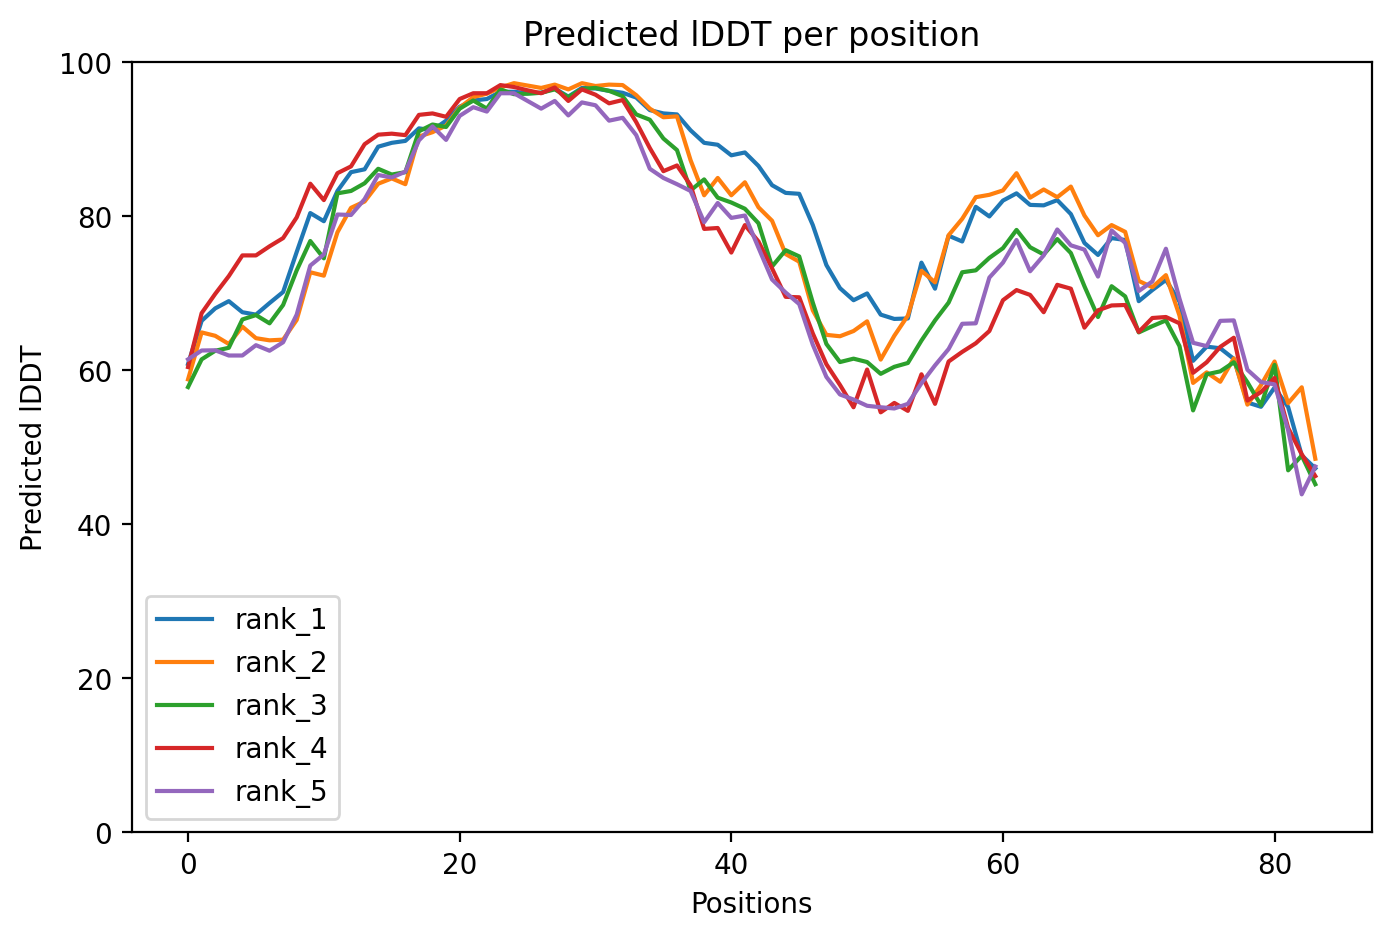 Predicted lDDT per position
100
80
60
40
20
0
Predicted lDDT
rank_1
rank_2
rank_3
rank_4
rank_5
0 20 40 60 80
Positions